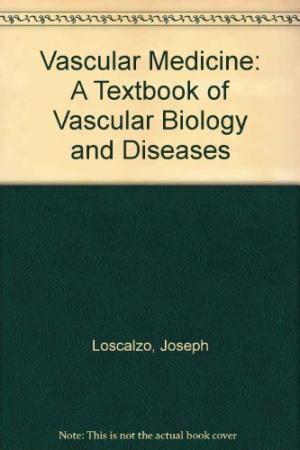 Vascular Medicine:
A Textbook of
Vascular Biology
and Diseases
Loscalzo, Joseph
Note: This is not the actual book cover